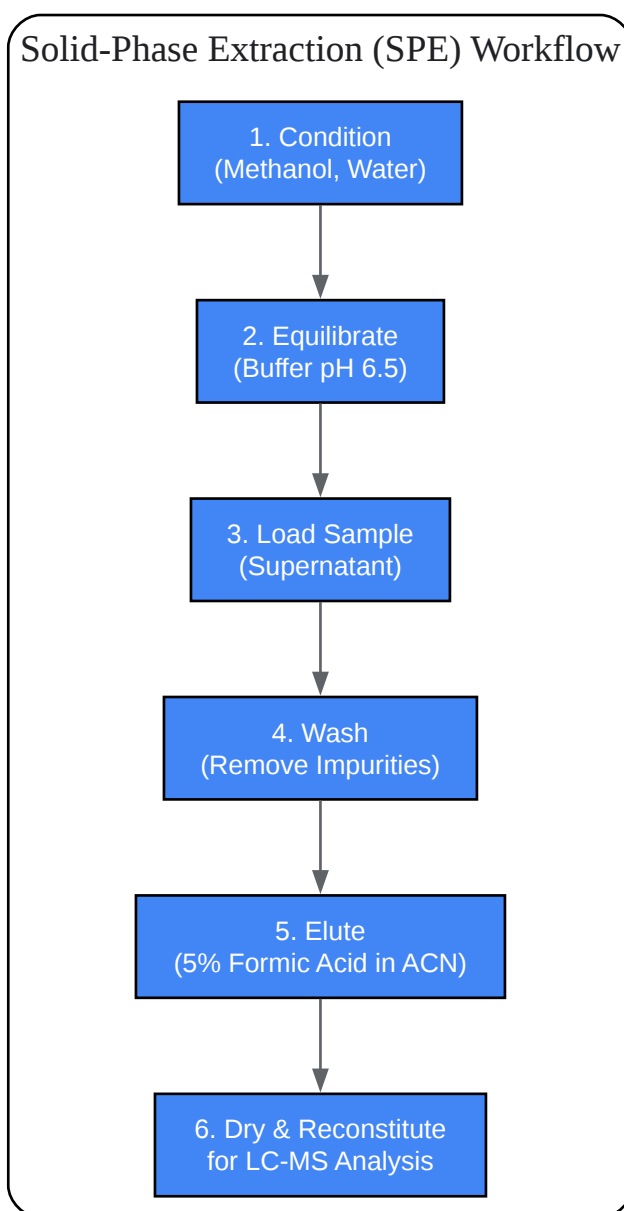 Solid-Phase Extraction (SPE) Workflow
1. Condition
(Methanol, Water)
2. Equilibrate
(Buffer pH 6.5)
3. Load Sample
(Supernatant)
4. Wash
(Remove Impurities)
5. Elute
(5% Formic Acid in ACN)
6. Dry & Reconstitute
for LC-MS Analysis